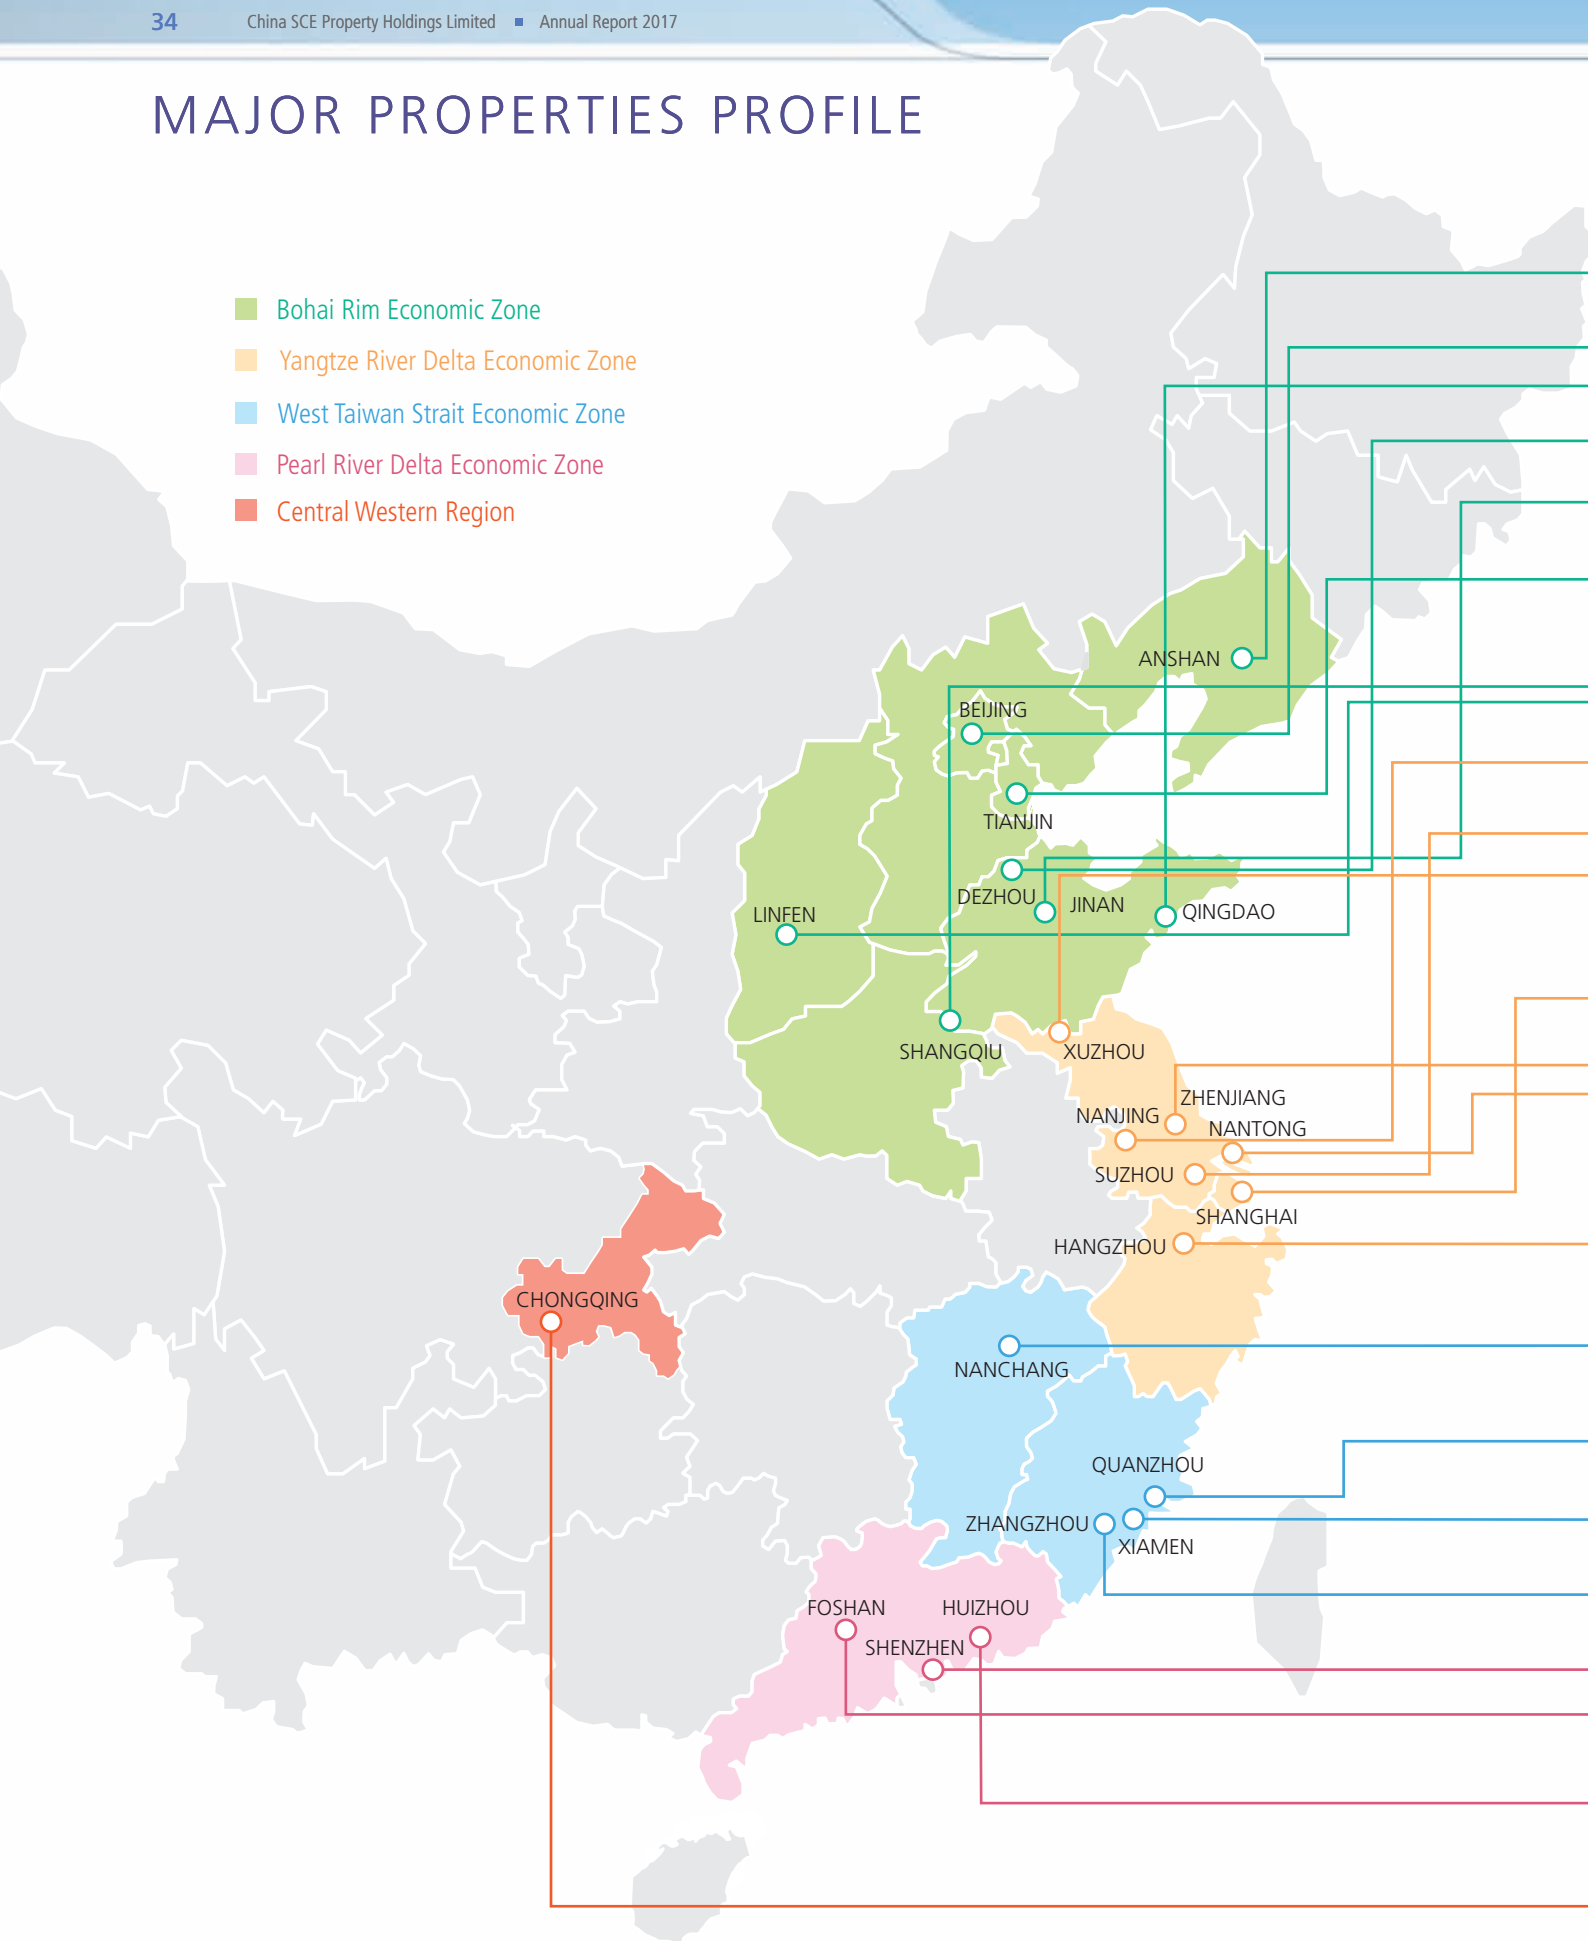 34 China SCE Property Holdings Limited ■ Annual Report 2017
MAJOR PROPERTIES PROFILE
Bohai Rim Economic Zone
Yangtze River Delta Economic Zone
West Taiwan Strait Economic Zone
Pearl River Delta Economic Zone
Central Western Region
ANSHAN
BEIJING
TIANJIN
DEZHOU
JINAN
QINGDAO
LINFEN
SHANGQIU
XUZHOU
ZHENJIANG
NANJING
NANTONG
SUZHOU
SHANGHAI
HANGZHOU
CHONGQING
NANCHANG
QUANZHOU
ZHANGZHOU
XIAMEN
FOSHAN
HUIZHOU
SHENZHEN